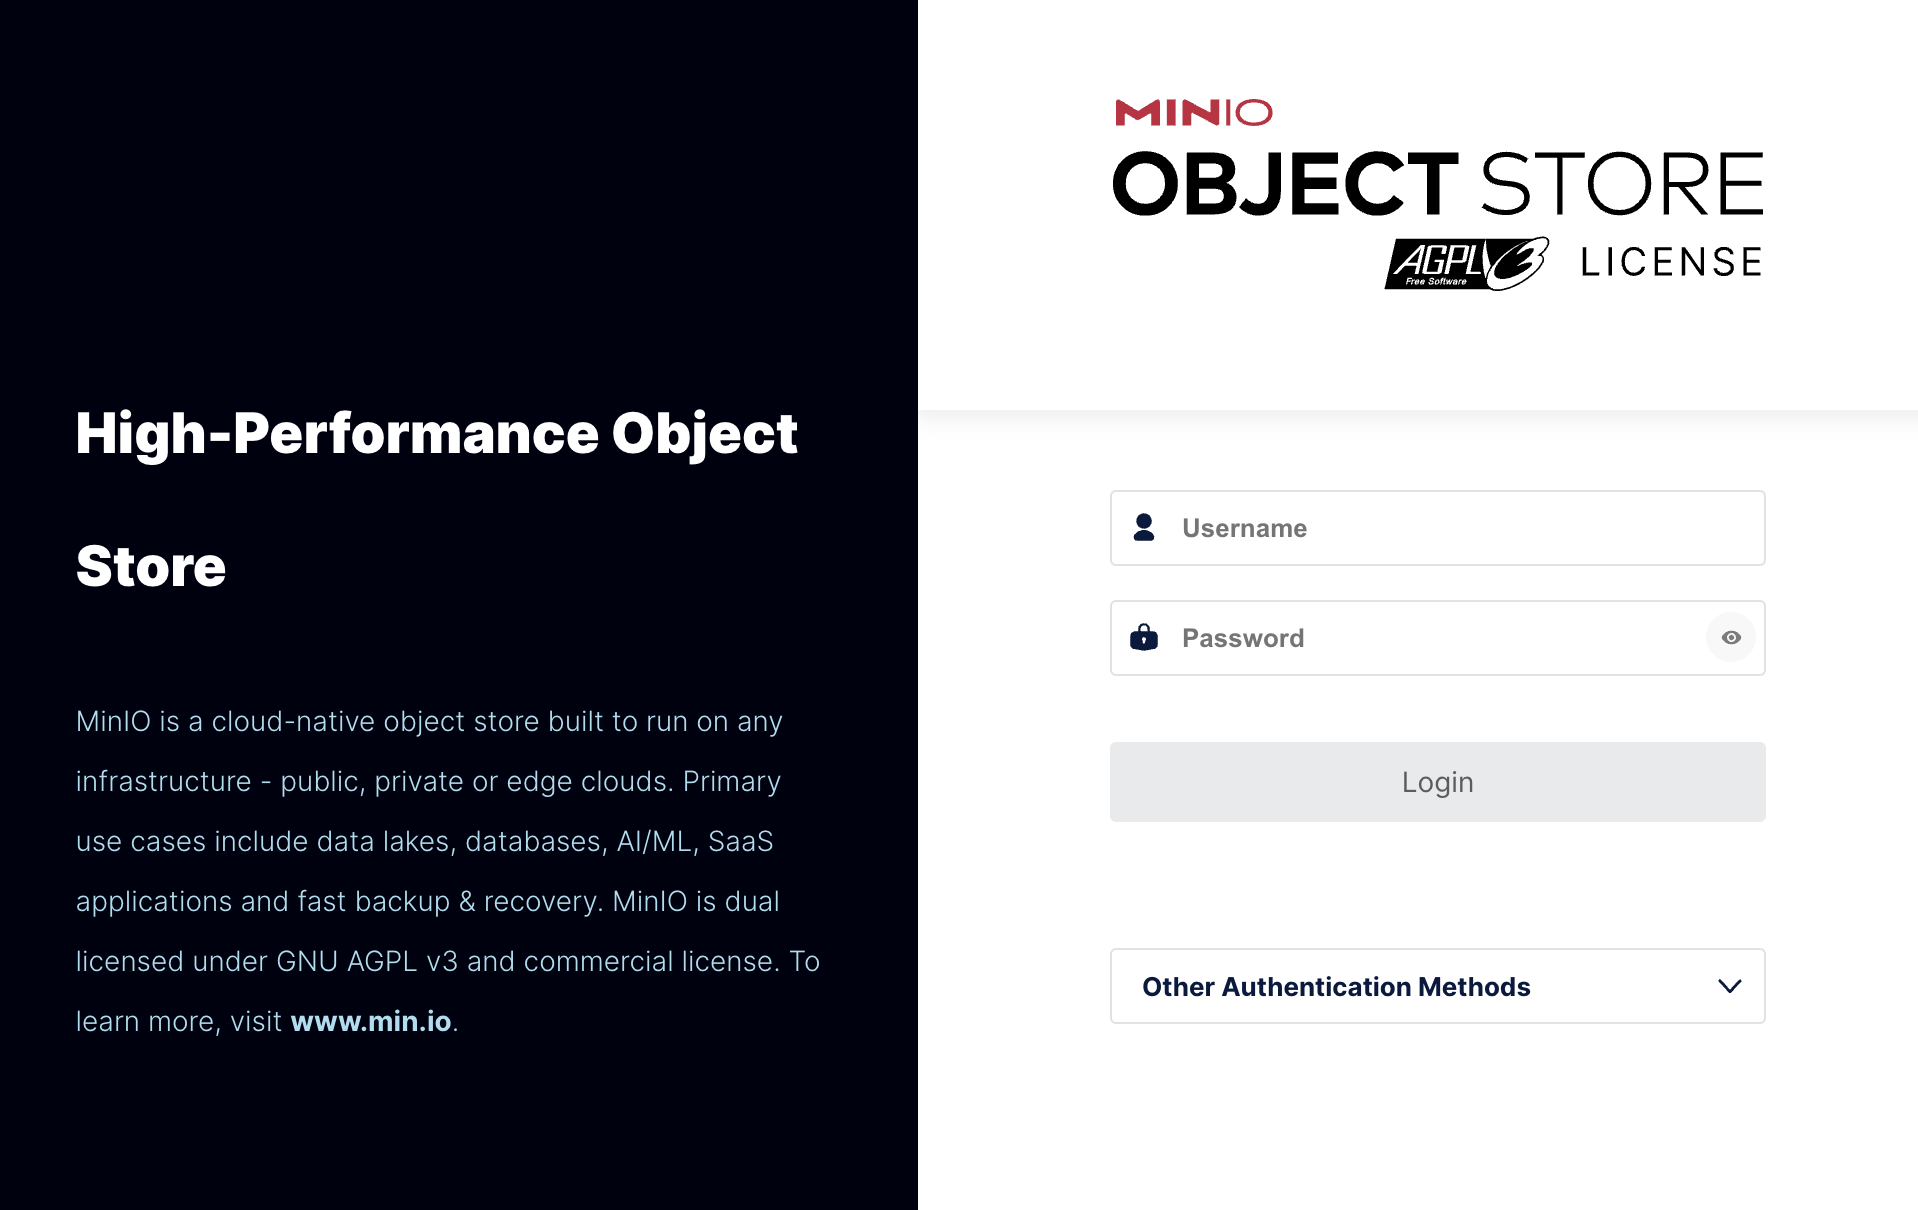 High-Performance Object
Store
MinIO is a cloud-native object store built to run on any
infrastructure - public, private or edge clouds. Primary
use cases include data lakes, databases, AI/ML, SaaS
applications and fast backup & recovery. MinIO is dual
licensed under GNU AGPL v3 and commercial license. To
learn more, visit www.min.io.
MINIO
OBJECT STORE
AGPLv3 LICENSE
Free Software
Username
Password
Login
Other Authentication Methods